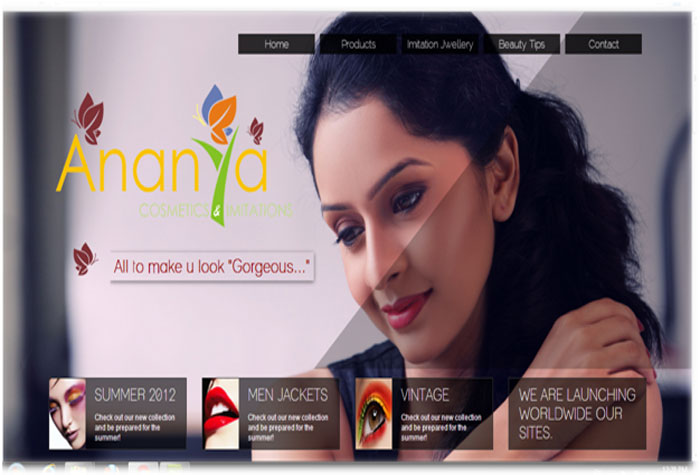 Home
Products
Imitation Jwellery
Beauty Tips
Contact
Ananya
COSMETICS & IMITATIONS
All to make u look "Gorgeous..."
SUMMER 2012
Check out our new collection
and be prepared for the
summer!
MEN JACKETS
Check out our new collection
and be prepared for the
summer!
VINTAGE
Check out our new collection
and be prepared for the
summer!
WE ARE LAUNCHING
WORLDWIDE OUR
SITES.